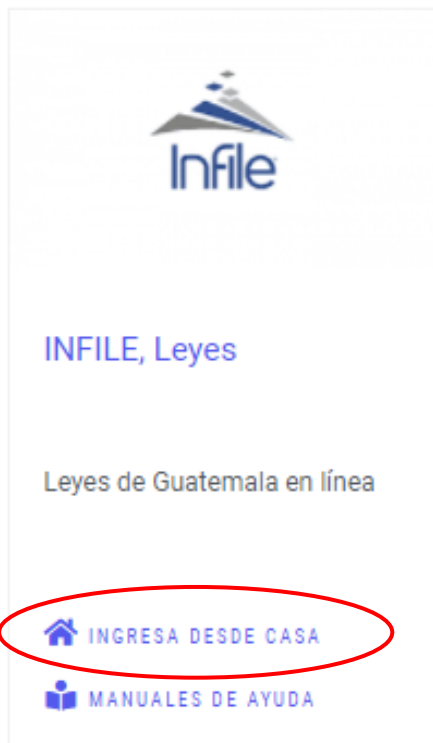 Infile
INFILE, Leyes
Leyes de Guatemala en línea
INGRESA DESDE CASA
MANUALES DE AYUDA